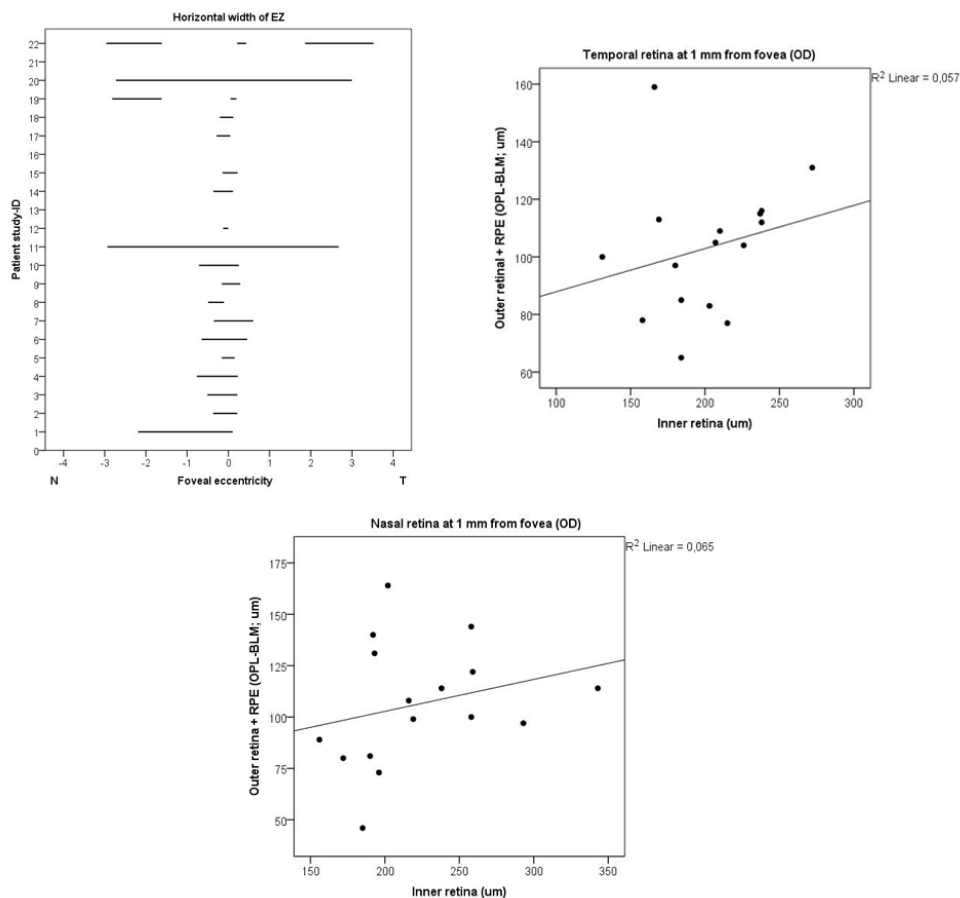 Horizontal width of EZ
Patient study-ID
22
21
20
19
18
17
16
15
14
13
12
11
10
9
8
7
6
5
4
3
2
1
0
-4 -3 -2 -1 0 1 2 3 4
N Foveal eccentricity T
Temporal retina at 1 mm from fovea (OD)
R² Linear = 0,057
Outer retinal + RPE (OPL-BLM; um)
160
140
120
100
80
60
100 150 200 250 300
Inner retina (um)
Nasal retina at 1 mm from fovea (OD)
R² Linear = 0,065
Outer retina + RPE (OPL-BLM; um)
175
150
125
100
75
50
150 200 250 300 350
Inner retina (um)